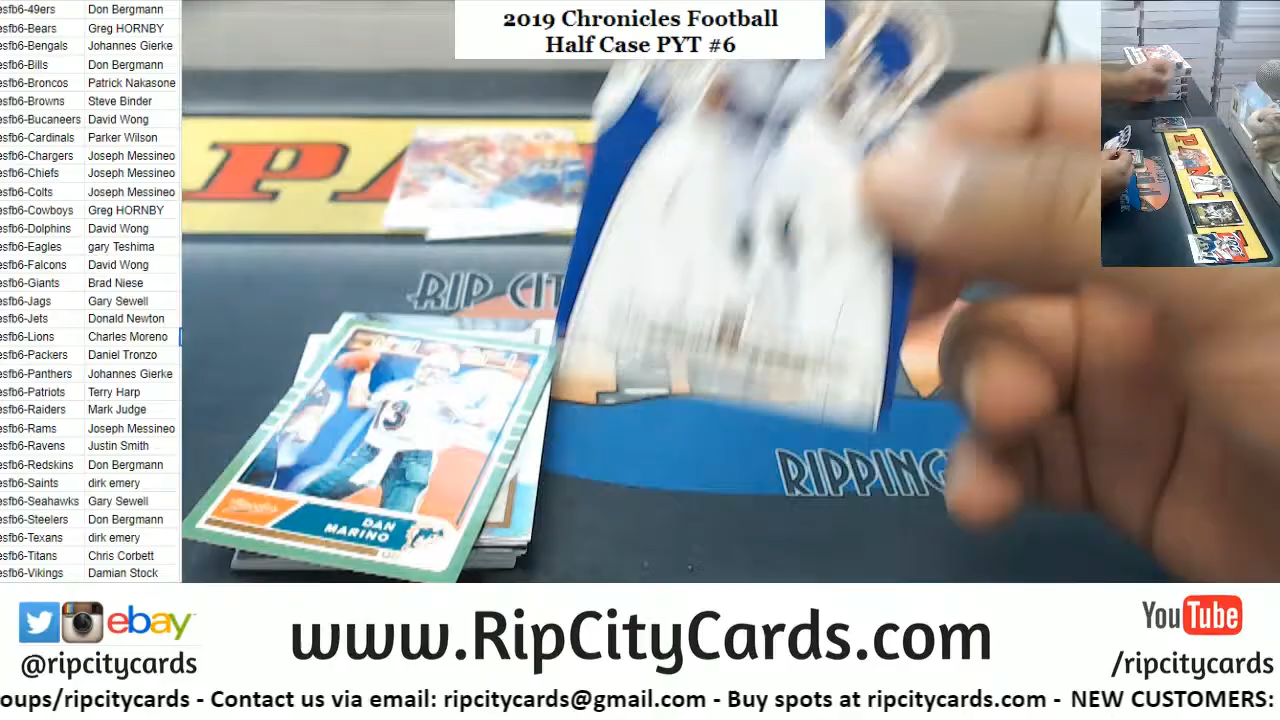 2019 Chronicles Football
Half Case PYT #6
esfb6-49ers Don Bergmann
esfb6-Bears Greg HORNBY
esfb6-Bengals Johannes Gierke
esfb6-Bills Don Bergmann
esfb6-Broncos Patrick Nakasone
esfb6-Browns Steve Binder
esfb6-Bucaneers David Wong
esfb6-Cardinals Parker Wilson
esfb6-Chargers Joseph Messineo
esfb6-Chiefs Joseph Messineo
esfb6-Colts Joseph Messineo
esfb6-Cowboys Greg HORNBY
esfb6-Dolphins David Wong
esfb6-Eagles gary Teshima
esfb6-Falcons David Wong
esfb6-Giants Brad Niese
esfb6-Jags Gary Sewell
esfb6-Jets Donald Newton
esfb6-Lions Charles Moreno
esfb6-Packers Daniel Tronzo
esfb6-Panthers Johannes Gierke
esfb6-Patriots Terry Harp
esfb6-Raiders Mark Judge
esfb6-Rams Joseph Messineo
esfb6-Ravens Justin Smith
esfb6-Redskins Don Bergmann
esfb6-Saints dirk emery
esfb6-Seahawks Gary Sewell
esfb6-Steelers Don Bergmann
esfb6-Texans dirk emery
esfb6-Titans Chris Corbett
esfb6-Vikings Damian Stock
PA
RIP CIT
RIPPING
13
DAN
MARINO
ebay
@ripcitycards
www.RipCityCards.com
YouTube
/ripcitycards
oups/ripcitycards - Contact us via email: ripcitycards@gmail.com - Buy spots at ripcitycards.com - NEW CUSTOMERS: